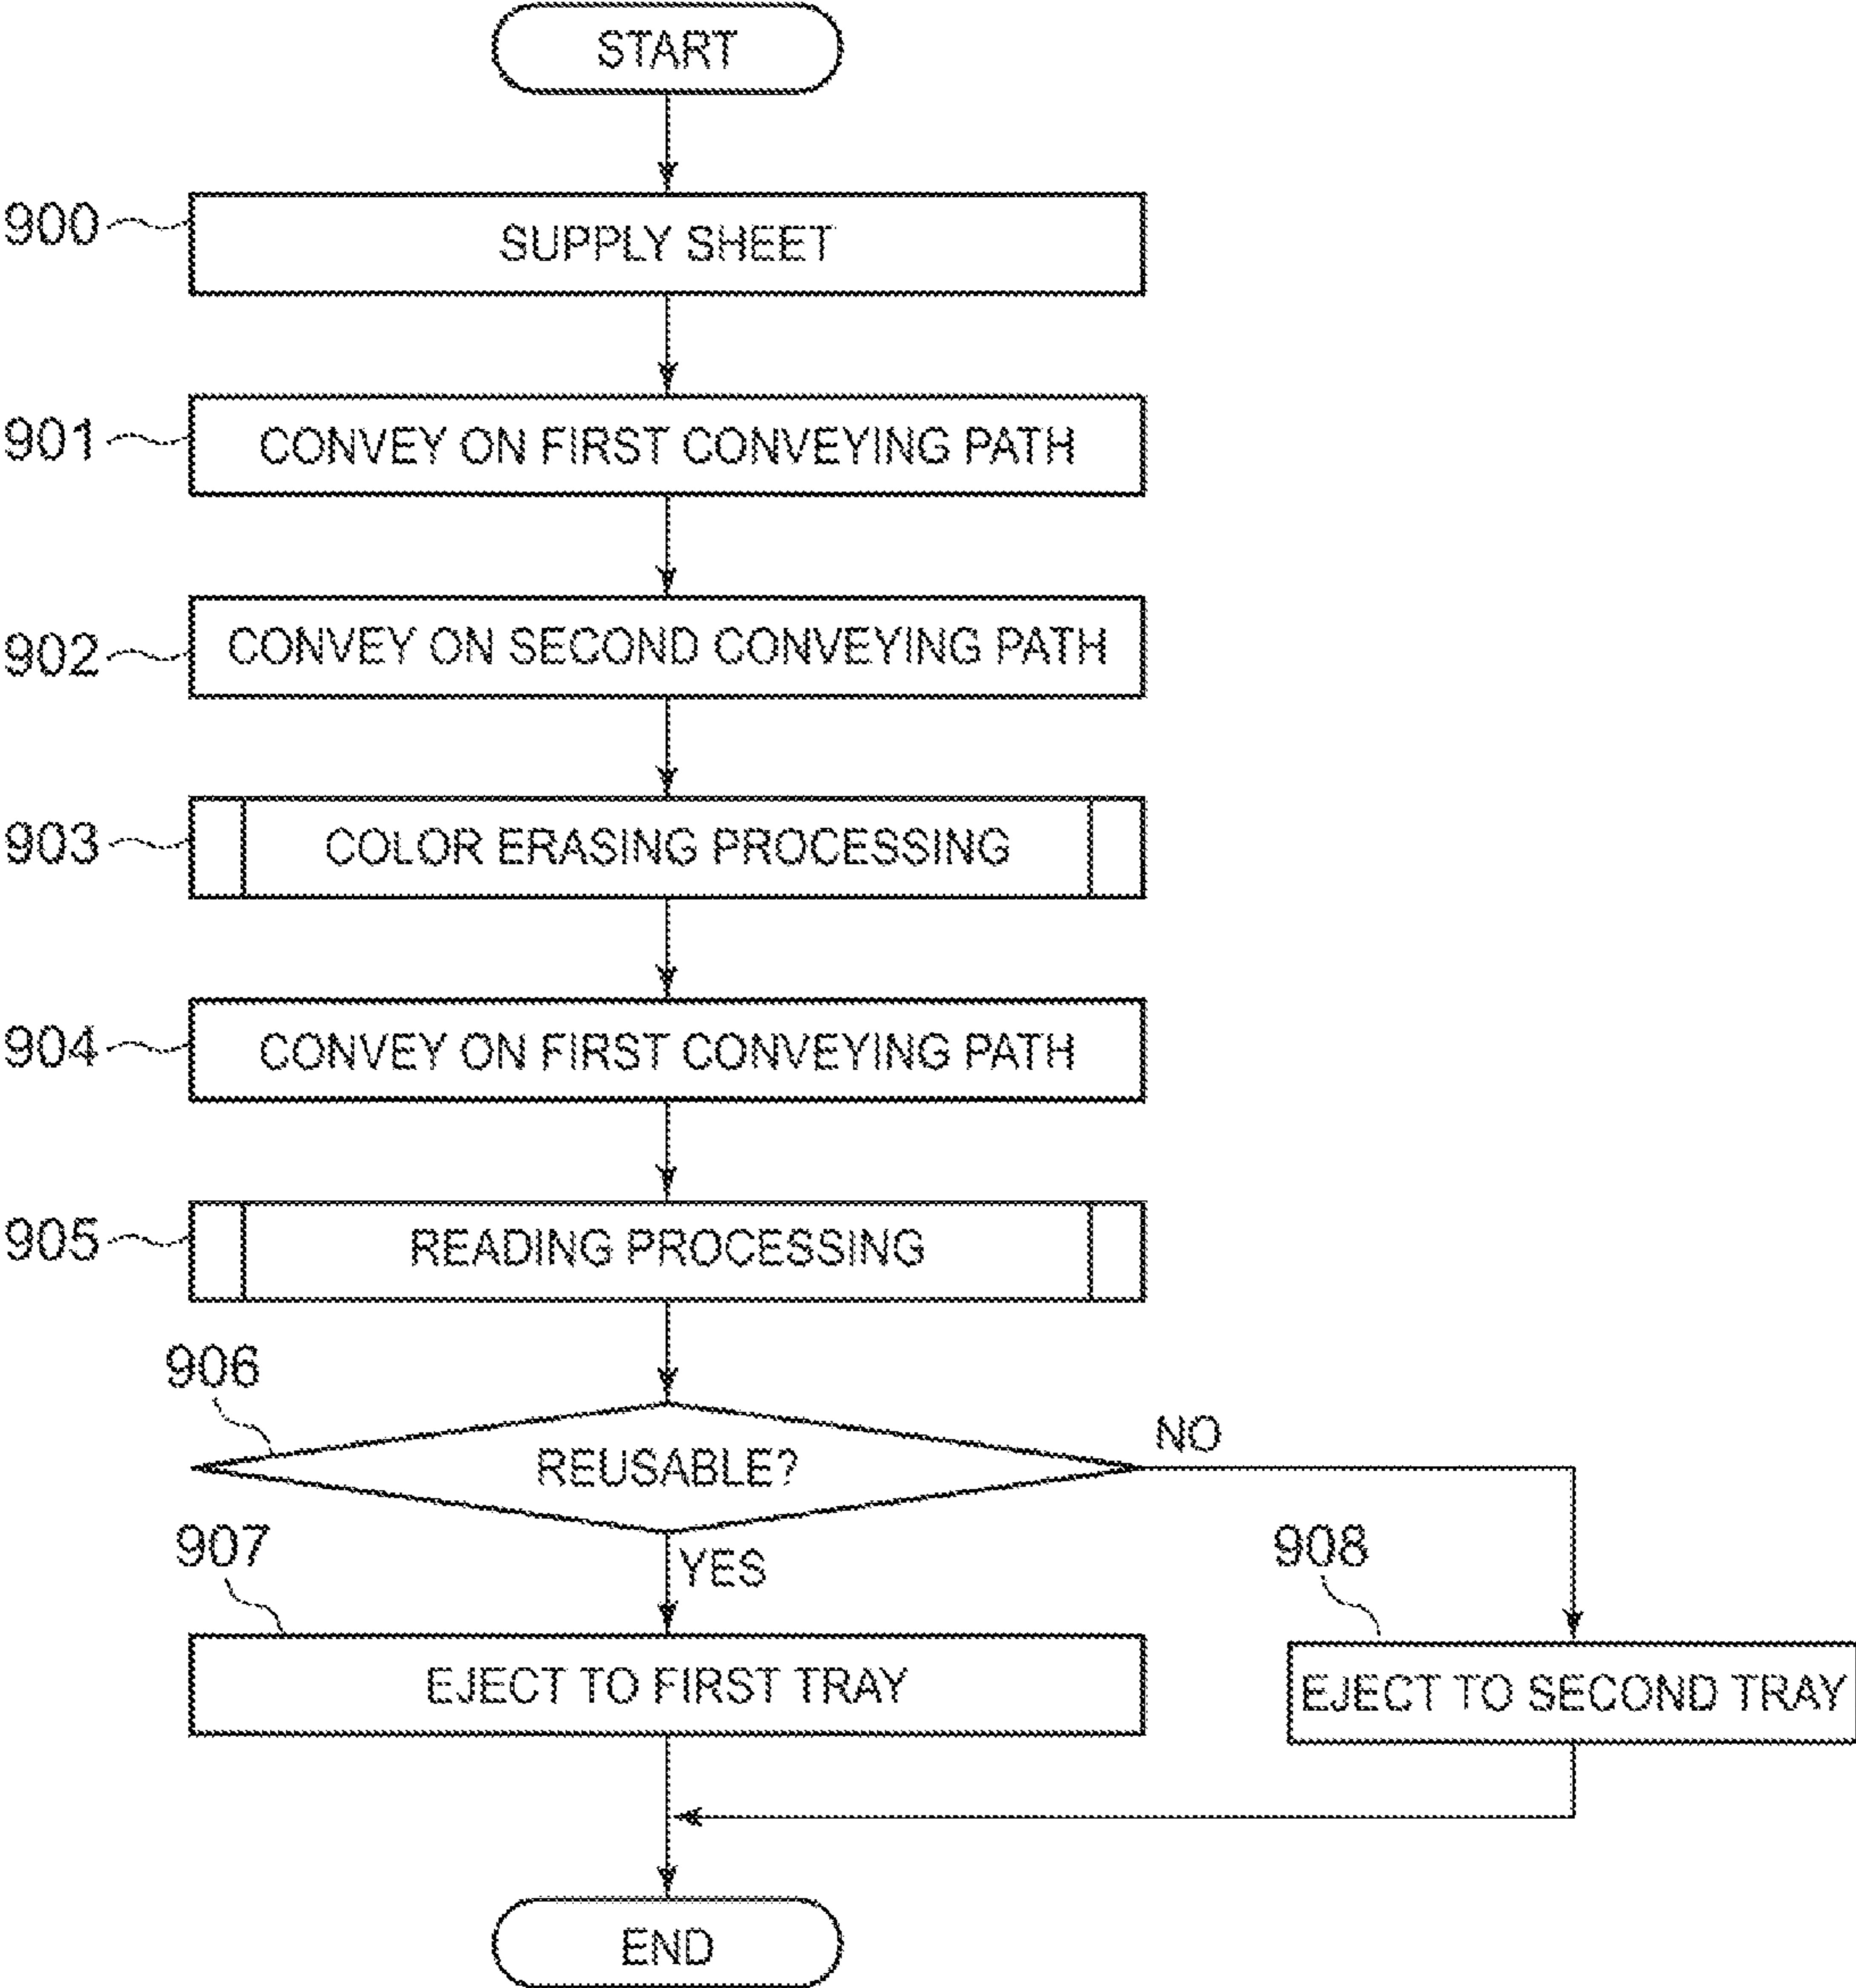 START
900
SUPPLY SHEET
901
CONVEY ON FIRST CONVEYING PATH
902
CONVEY ON SECOND CONVEYING PATH
903
COLOR ERASING PROCESSING
904
CONVEY ON FIRST CONVEYING PATH
905
READING PROCESSING
906
REUSABLE?
NO
YES
907
EJECT TO FIRST TRAY
908
EJECT TO SECOND TRAY
END